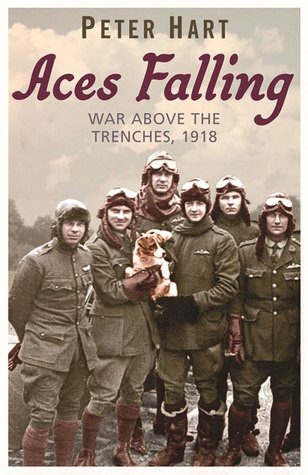 PETER HART
Aces Falling
WAR ABOVE THE
TRENCHES, 1918